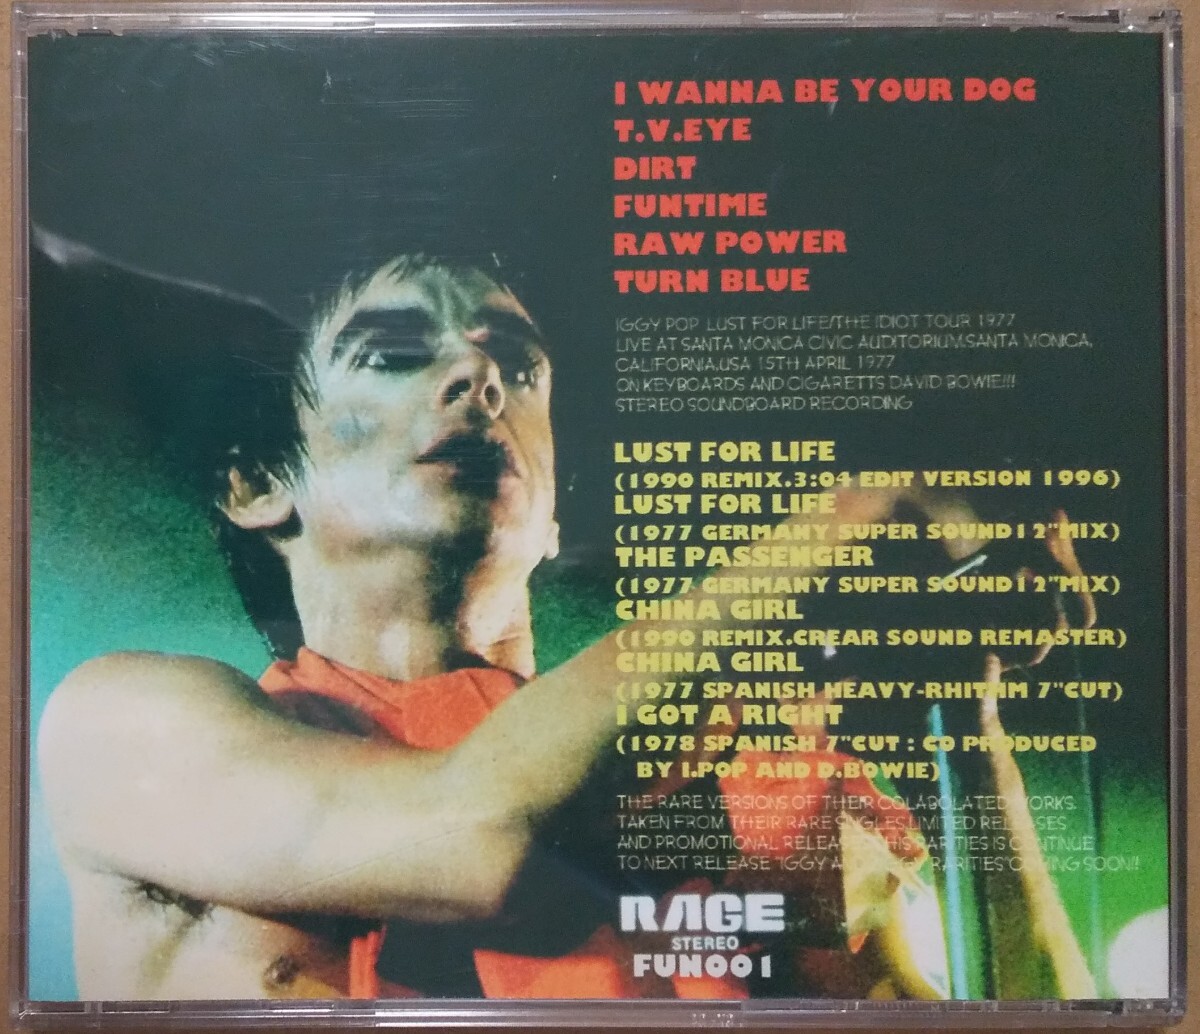 I WANNA BE YOUR DOG
T.V.EYE
DIRT
FUNTIME
RAW POWER
TURN BLUE
IGGY POP LUST FOR LIFE/THE IDIOT TOUR 1977
LIVE AT SANTA MONICA CIVIC AUDITORIUM.SANTA MONICA,
CALIFORNIA.USA 15TH APRIL 1977
ON KEYBOARDS AND CIGARETTS DAVID BOWIE!!!
STEREO SOUNDBOARD RECORDING
LUST FOR LIFE
(1990 REMIX.3:04 EDIT VERSION 1996)
LUST FOR LIFE
(1977 GERMANY SUPER SOUND12"MIX)
THE PASSENGER
(1977 GERMANY SUPER SOUND12"MIX)
CHINA GIRL
(1990 REMIX.CREAR SOUND REMASTER)
CHINA GIRL
(1977 SPANISH HEAVY-RHITHM 7"CUT)
I GOT A RIGHT
(1978 SPANISH 7"CUT : CO PRODUCED
BY I.POP AND D.BOWIE)
THE RARE VERSIONS OF THEIR COLABOLATED WORKS.
TAKEN FROM THEIR RARE SINGLES LIMITED RELEASES
AND PROMOTIONAL RELEASE. THIS RARITIES IS CONTINUE
TO NEXT RELEASE "IGGY AND ZIGGY RARITIES"COMING SOON!!
RAGE
STEREO
FUN001